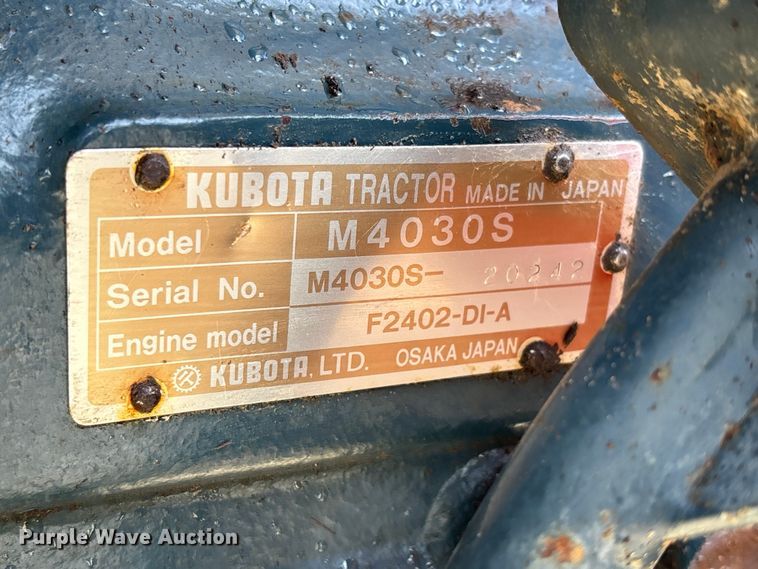 KUBOTA TRACTOR MADE IN JAPAN
Model M4030S
Serial No. M4030S- 20242
Engine model F2402-DI-A
KUBOTA, LTD. OSAKA JAPAN
Purple Wave Auction